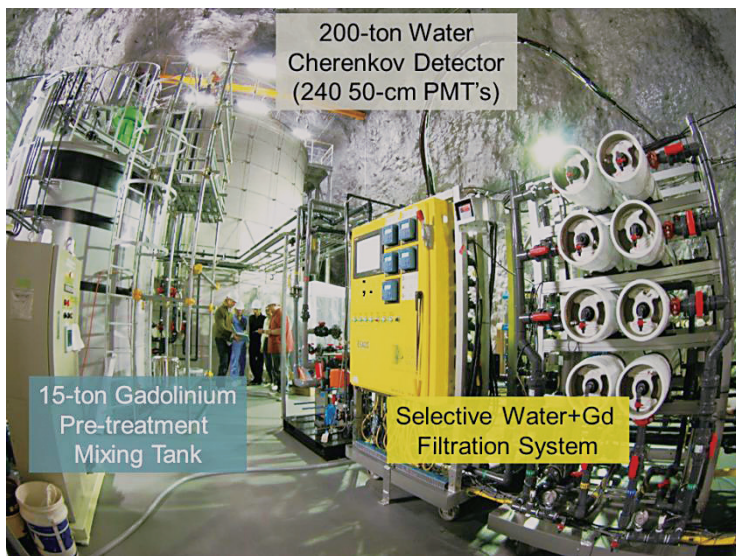 200-ton Water
Cherenkov Detector
(240 50-cm PMT's)
15-ton Gadolinium
Pre-treatment
Mixing Tank
Selective Water+Gd
Filtration System